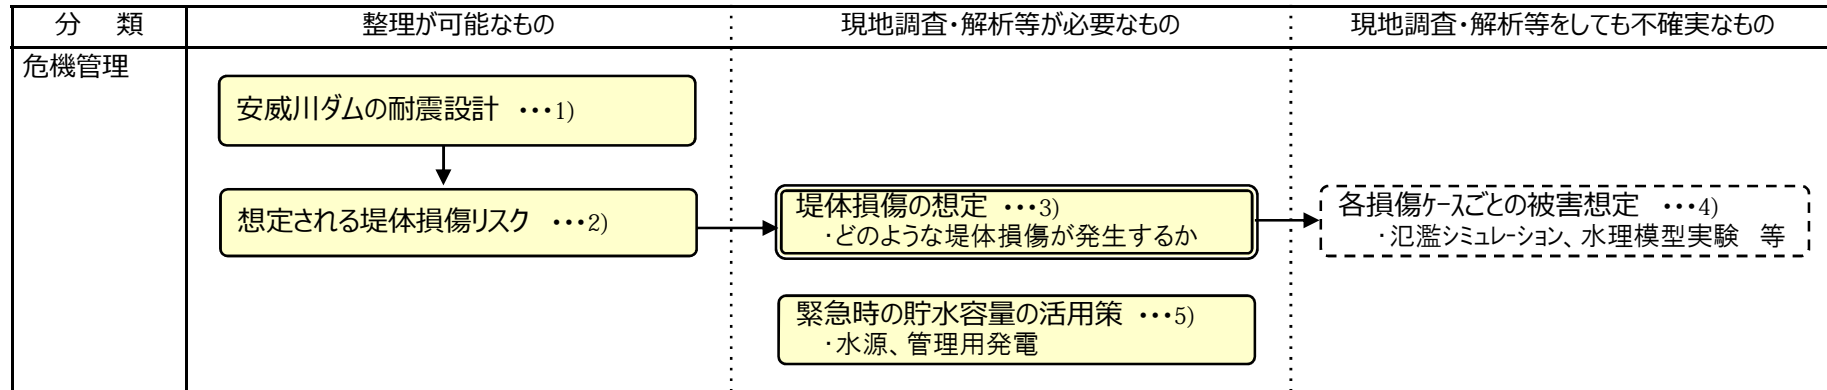 分　類
整理が可能なもの
現地調査・解析等が必要なもの
現地調査・解析等をしても不確実なもの
危機管理
安威川ダムの耐震設計 ・・・1)
想定される堤体損傷リスク ・・・2)
堤体損傷の想定 ・・・3)
・どのような堤体損傷が発生するか
各損傷ケースごとの被害想定 ・・・4)
・氾濫シミュレーション、水理模型実験　等
緊急時の貯水容量の活用策 ・・・5)
・水源、管理用発電